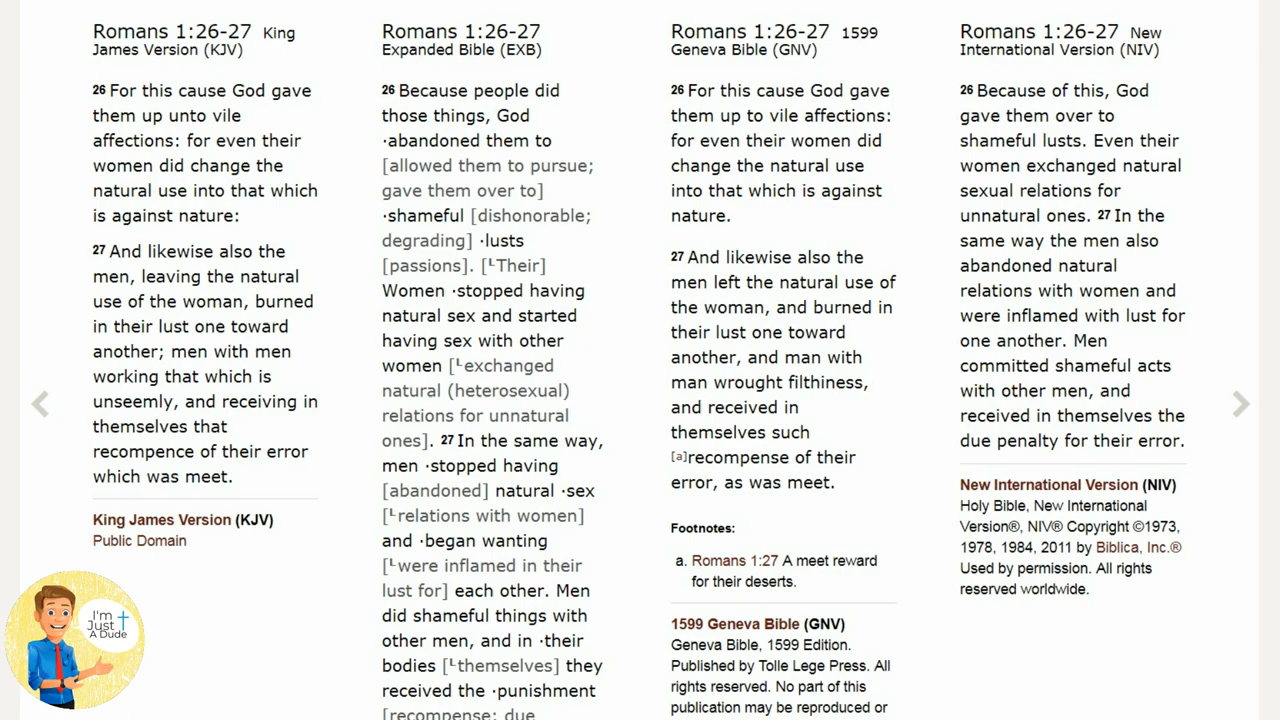 Romans 1:26-27 King
James Version (KJV)
26 For this cause God gave
them up unto vile
affections: for even their
women did change the
natural use into that which
is against nature:
27 And likewise also the
men, leaving the natural
use of the woman, burned
in their lust one toward
another; men with men
working that which is
unseemly, and receiving in
themselves that
recompence of their error
which was meet.
King James Version (KJV)
Public Domain
Romans 1:26-27
Expanded Bible (EXB)
26 Because people did
those things, God
·abandoned them to
[allowed them to pursue;
gave them over to]
·shameful [dishonorable;
degrading] ·lusts
[passions]. [LTheir]
Women ·stopped having
natural sex and started
having sex with other
women [Lexchanged
natural (heterosexual)
relations for unnatural
ones]. 27 In the same way,
men ·stopped having
[abandoned] natural ·sex
[Lrelations with women]
and ·began wanting
[Lwere inflamed in their
lust for] each other. Men
did shameful things with
other men, and in ·their
bodies [Lthemselves] they
received the ·punishment
[recompense; due
Romans 1:26-27 1599
Geneva Bible (GNV)
26 For this cause God gave
them up to vile affections:
for even their women did
change the natural use
into that which is against
nature.
27 And likewise also the
men left the natural use of
the woman, and burned in
their lust one toward
another, and man with
man wrought filthiness,
and received in
themselves such
[a]recompense of their
error, as was meet.
Footnotes:
a. Romans 1:27 A meet reward
for their deserts.
1599 Geneva Bible (GNV)
Geneva Bible, 1599 Edition.
Published by Tolle Lege Press. All
rights reserved. No part of this
publication may be reproduced or
Romans 1:26-27 New
International Version (NIV)
26 Because of this, God
gave them over to
shameful lusts. Even their
women exchanged natural
sexual relations for
unnatural ones. 27 In the
same way the men also
abandoned natural
relations with women and
were inflamed with lust for
one another. Men
committed shameful acts
with other men, and
received in themselves the
due penalty for their error.
New International Version (NIV)
Holy Bible, New International
Version®, NIV® Copyright ©1973,
1978, 1984, 2011 by Biblica, Inc.®
Used by permission. All rights
reserved worldwide.
I'm
Just
A Dude